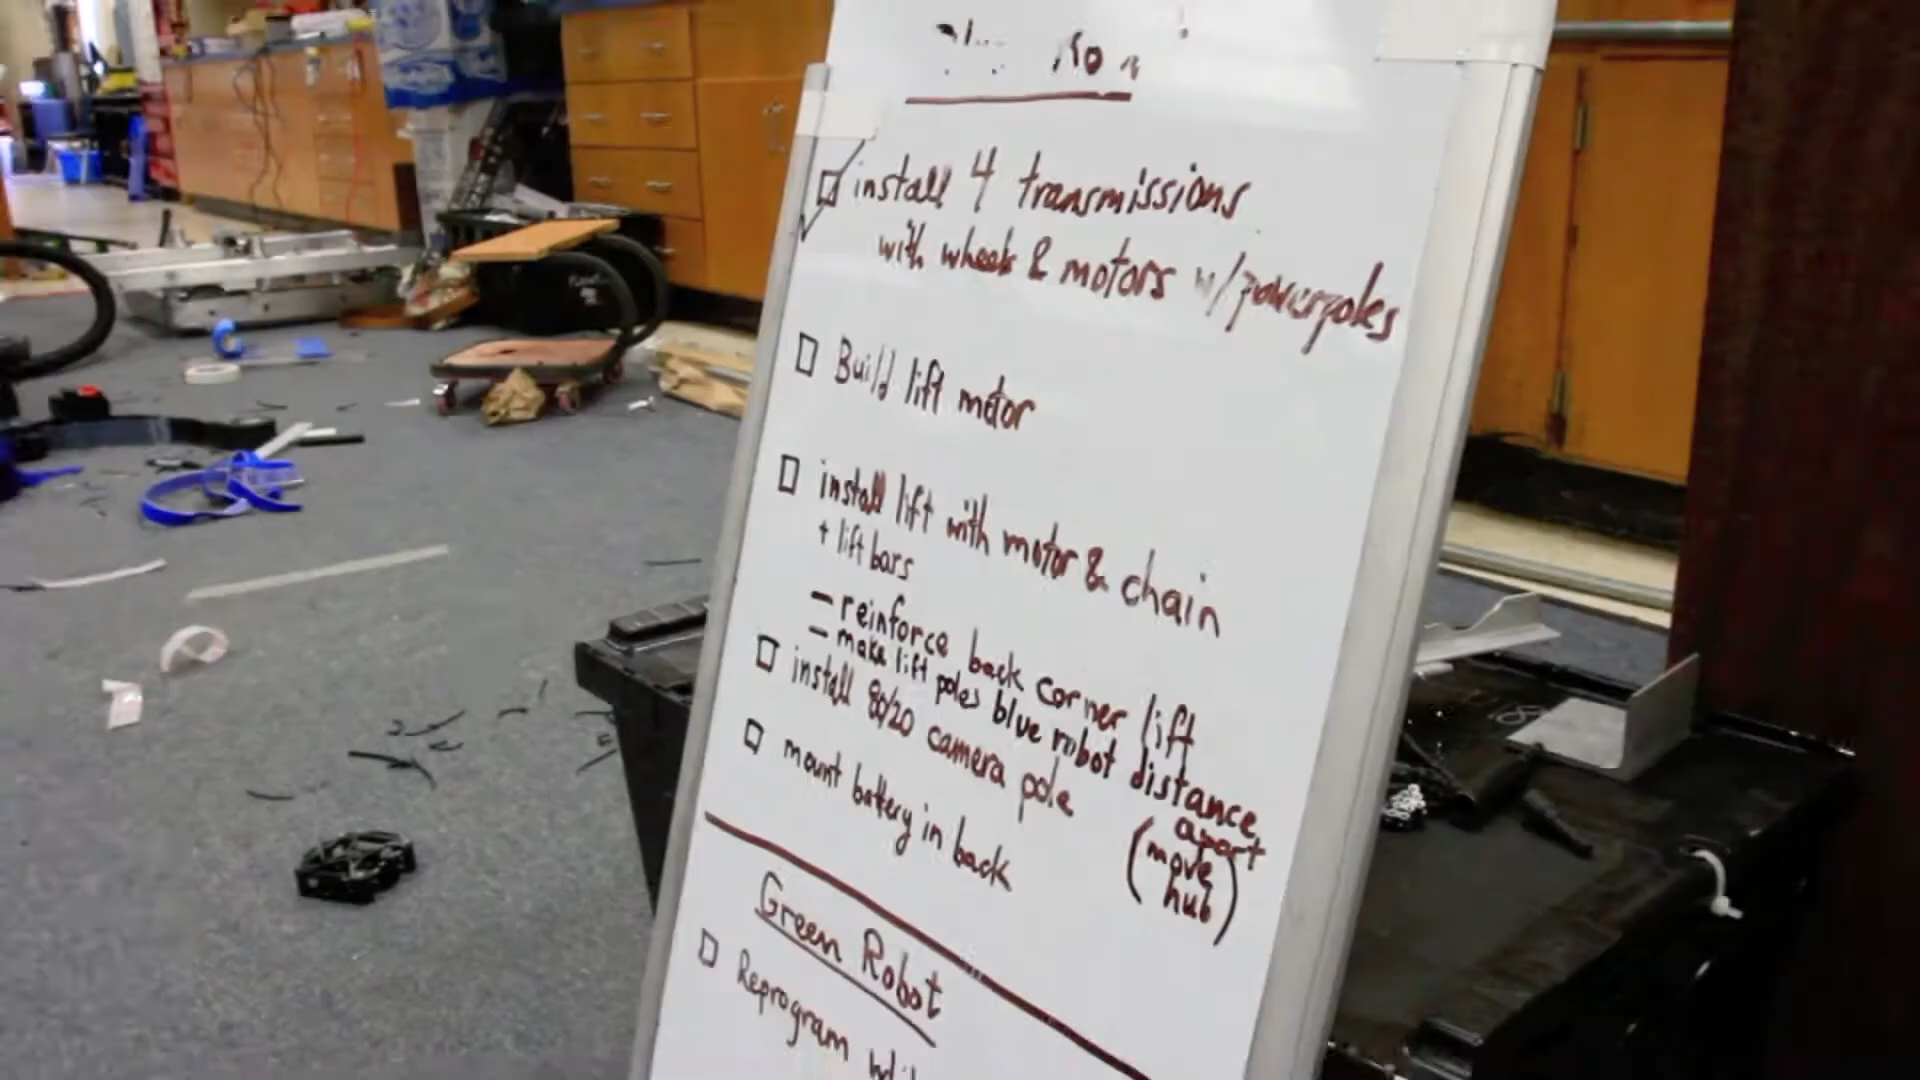 install 4 transmissions
with wheels & motors w/powerpoles
Build lift motor
install lift with motor & chain
+ lift bars
- reinforce back corner lift
- make lift poles blue robot distance
apart
(move
hub)
install 80/20 camera pole
mount battery in back
Green Robot
Reprogram